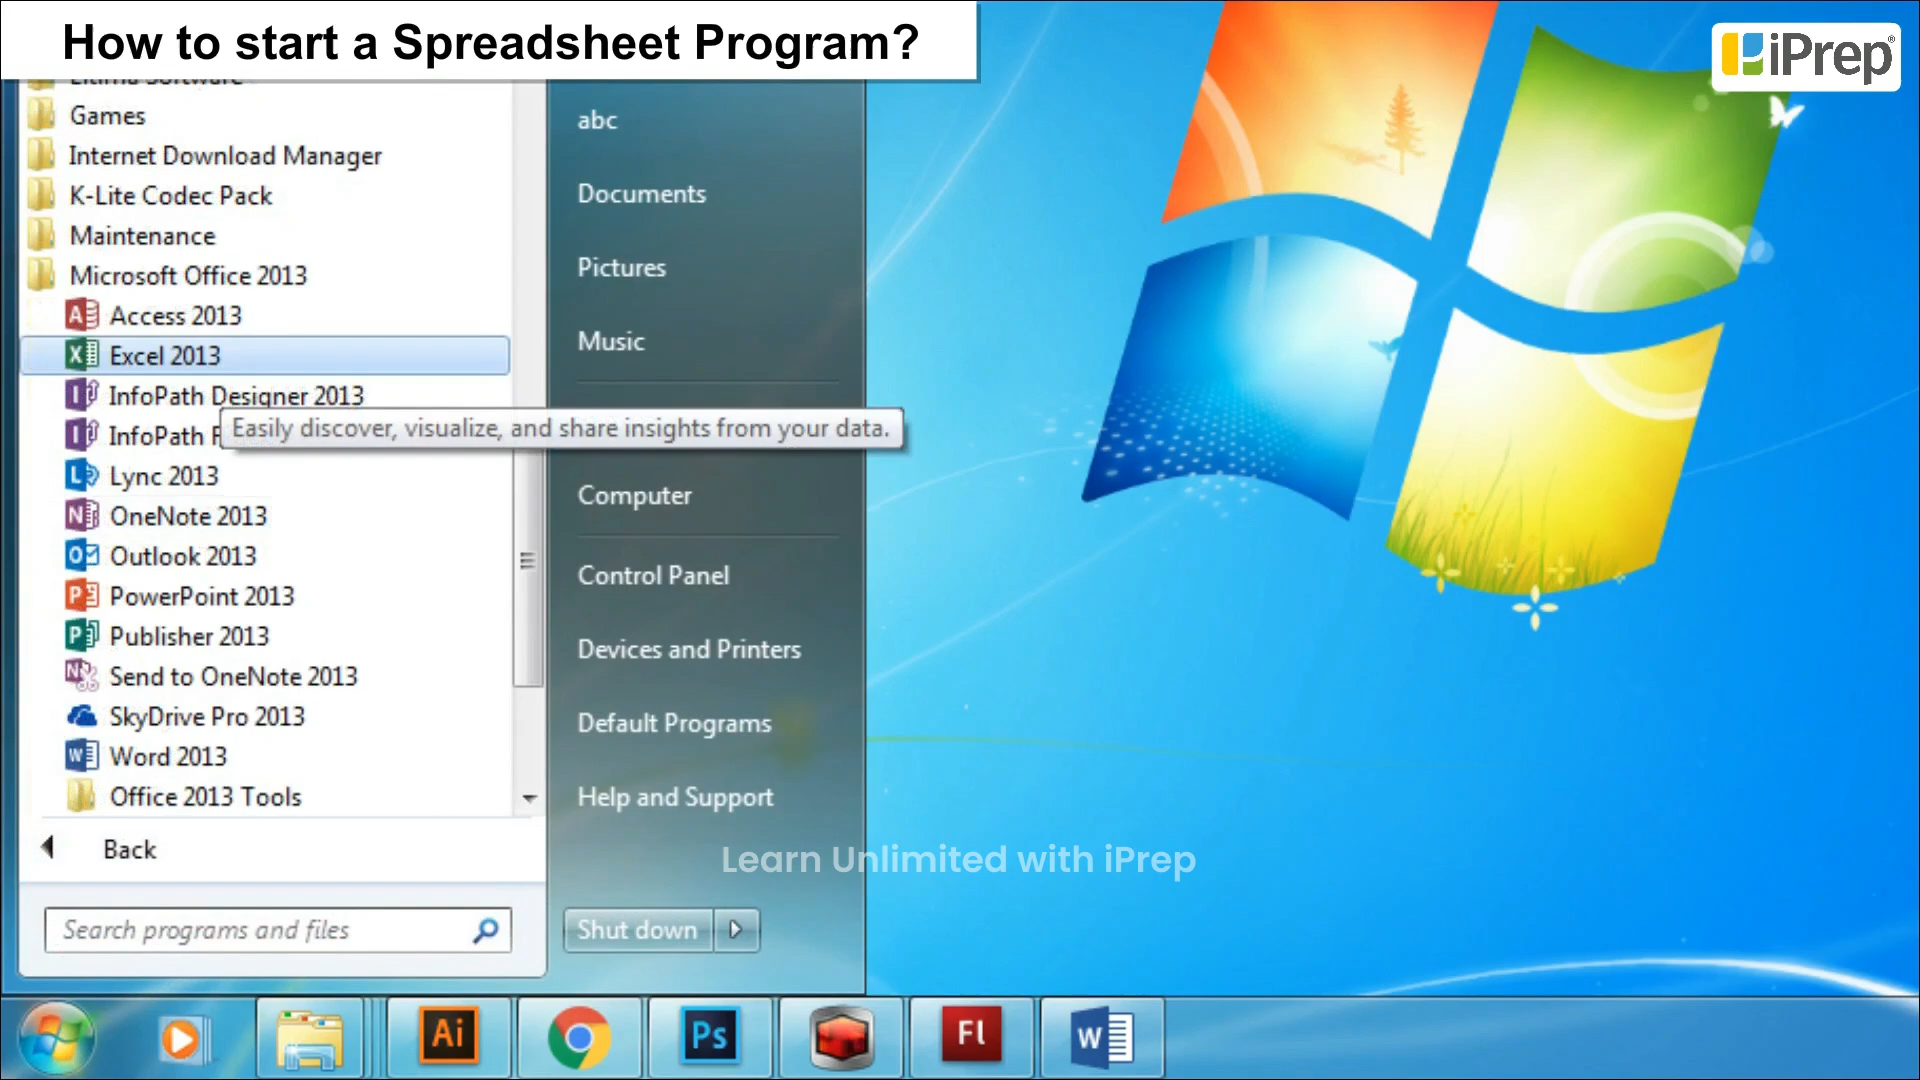 How to start a Spreadsheet Program?
iPrep®
Eltima Software
Games
Internet Download Manager
K-Lite Codec Pack
Maintenance
Microsoft Office 2013
Access 2013
Excel 2013
InfoPath Designer 2013
InfoPath
Easily discover, visualize, and share insights from your data.
Lync 2013
OneNote 2013
Outlook 2013
PowerPoint 2013
Publisher 2013
Send to OneNote 2013
SkyDrive Pro 2013
Word 2013
Office 2013 Tools
Back
Search programs and files
abc
Documents
Pictures
Music
Computer
Control Panel
Devices and Printers
Default Programs
Help and Support
Shut down
Learn Unlimited with iPrep
Ai
Ps
Fl
W